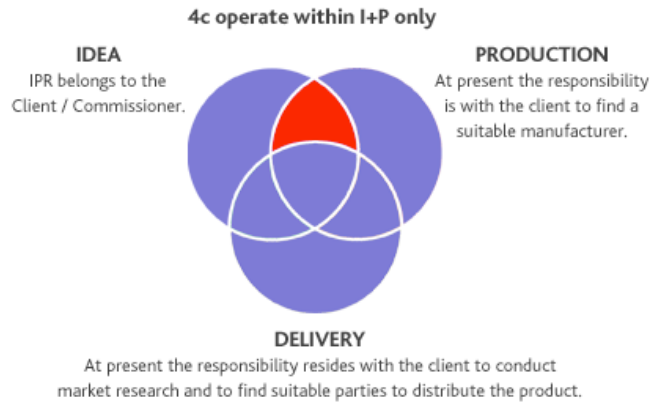 4c operate within I+P only
IDEA
IPR belongs to the
Client / Commissioner.
PRODUCTION
At present the responsibility
is with the client to find a
suitable manufacturer.
DELIVERY
At present the responsibility resides with the client to conduct
market research and to find suitable parties to distribute the product.